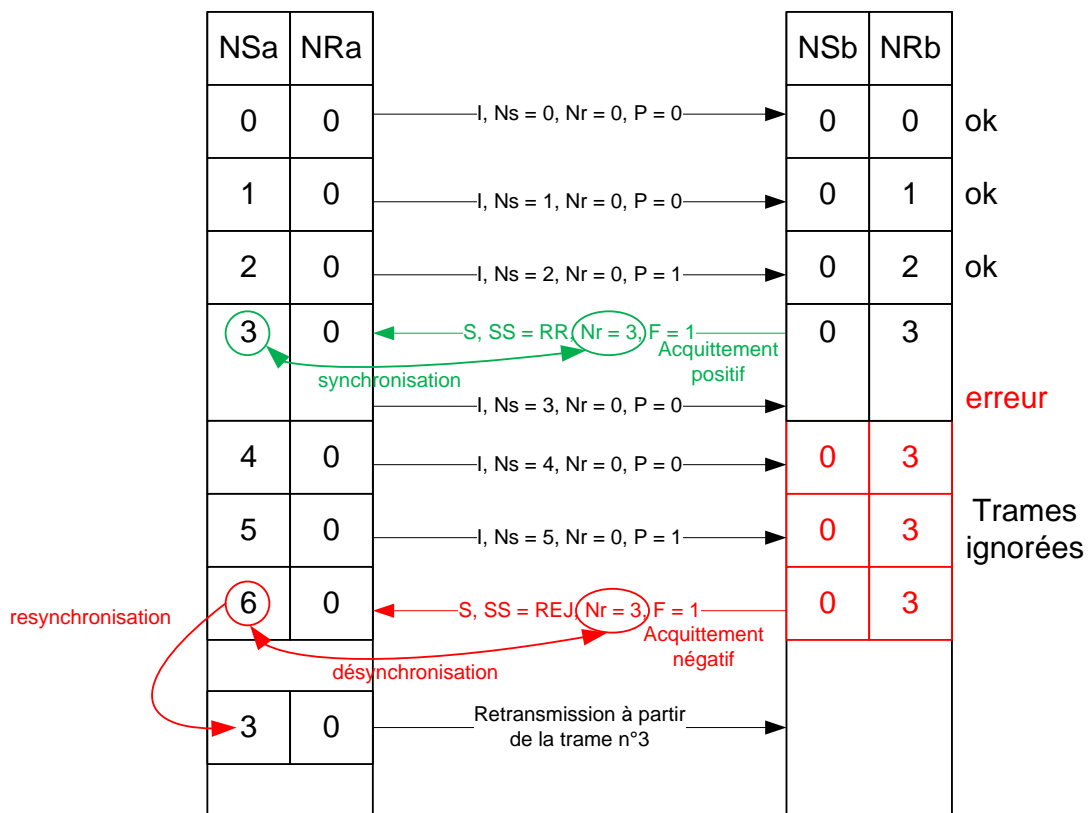 NSa NRa NSb NRb
0 0 I, Ns = 0, Nr = 0, P = 0 0 0 ok
1 0 I, Ns = 1, Nr = 0, P = 0 0 1 ok
2 0 I, Ns = 2, Nr = 0, P = 1 0 2 ok
3 0 S, SS = RR, Nr = 3, F = 1 0 3
Acquittement
positif
synchronisation
I, Ns = 3, Nr = 0, P = 0 erreur
4 0 I, Ns = 4, Nr = 0, P = 0 0 3
5 0 I, Ns = 5, Nr = 0, P = 1 0 3
Trames
ignorées
resynchronisation 6 0 S, SS = REJ, Nr = 3, F = 1 0 3
Acquittement
négatif
désynchronisation
3 0 Retransmission à partir
de la trame n°3